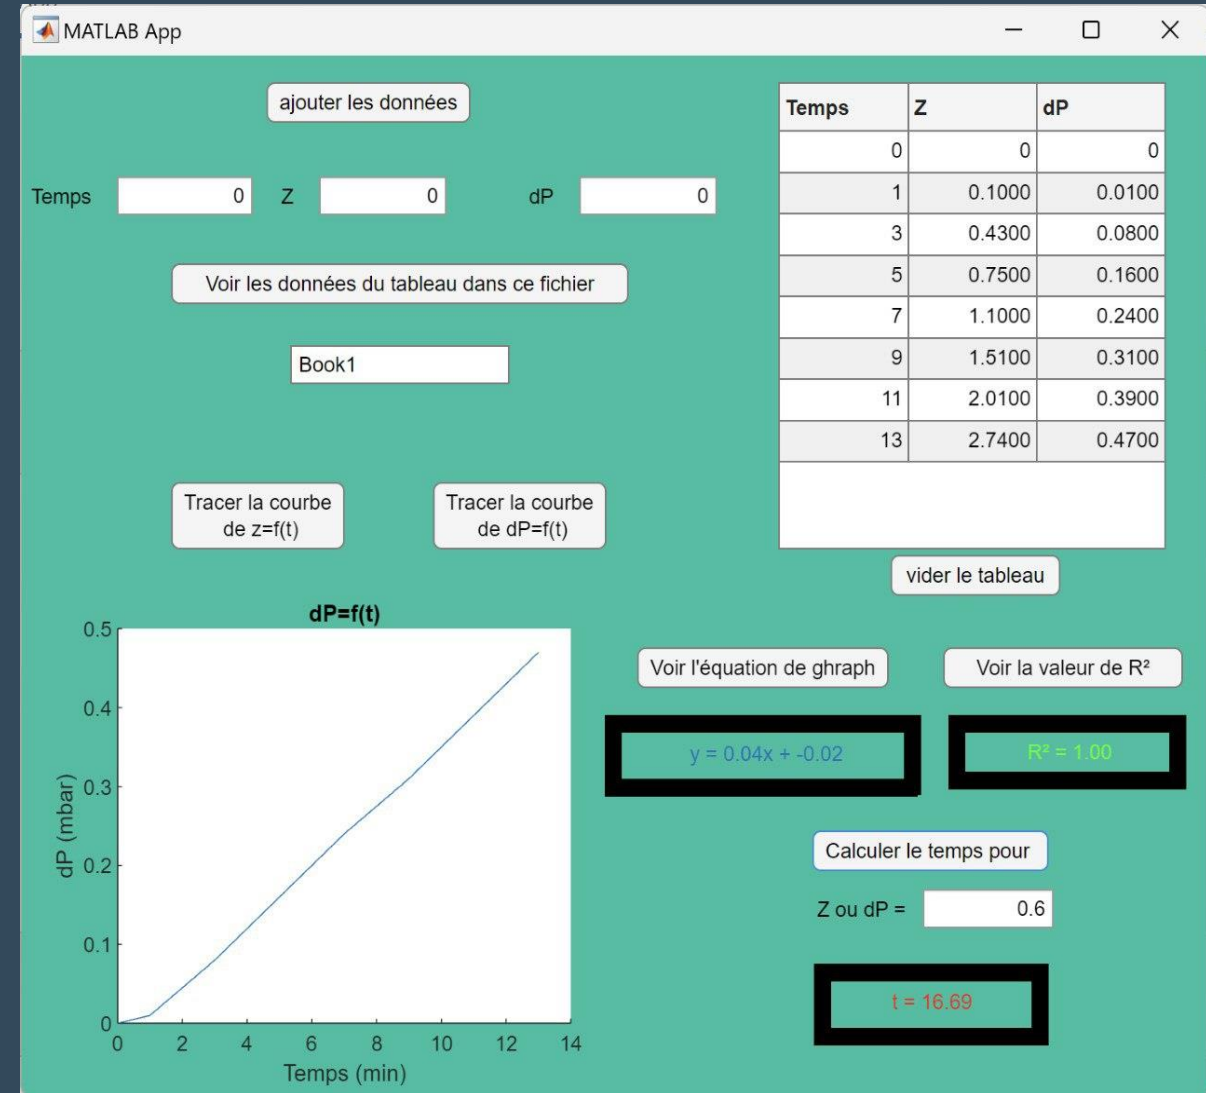 MATLAB App
ajouter les données
Temps 0 Z 0 dP 0
Voir les données du tableau dans ce fichier
Book1
Tracer la courbe
de z=f(t)
Tracer la courbe
de dP=f(t)
Temps Z dP
0 0 0
1 0.1000 0.0100
3 0.4300 0.0800
5 0.7500 0.1600
7 1.1000 0.2400
9 1.5100 0.3100
11 2.0100 0.3900
13 2.7400 0.4700
vider le tableau
dP=f(t)
0.5
0.4
0.3
0.2
0.1
0
dP (mbar)
0 2 4 6 8 10 12 14
Temps (min)
Voir l'équation de ghraph
Voir la valeur de R²
y = 0.04x + -0.02
R² = 1.00
Calculer le temps pour
Z ou dP = 0.6
t = 16.69